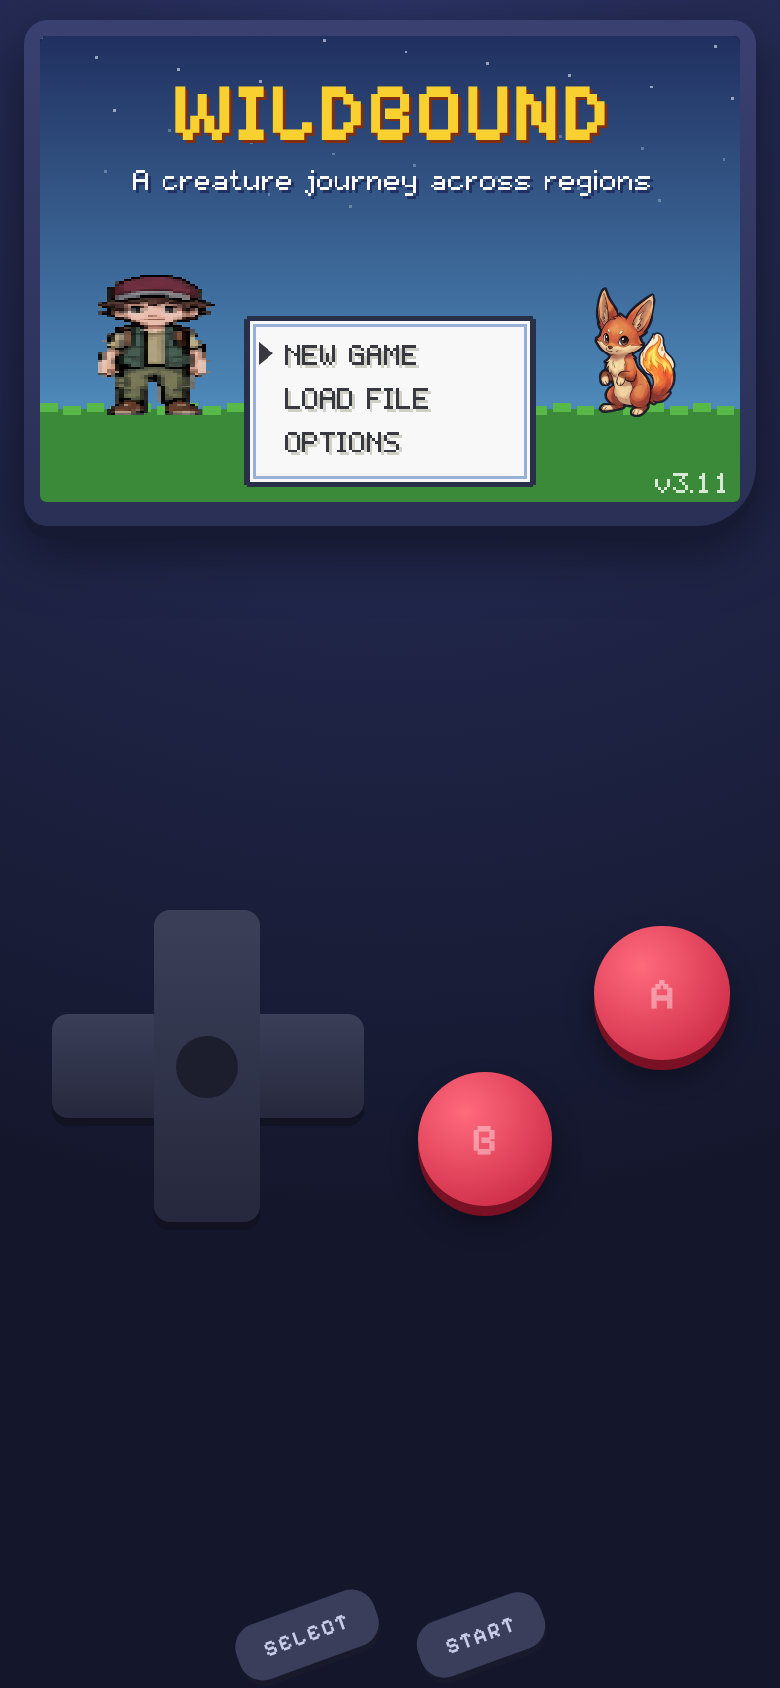 WILDBOUND
A creature journey across regions
NEW GAME
LOAD FILE
OPTIONS
v3.11
A
B
SELECT
START